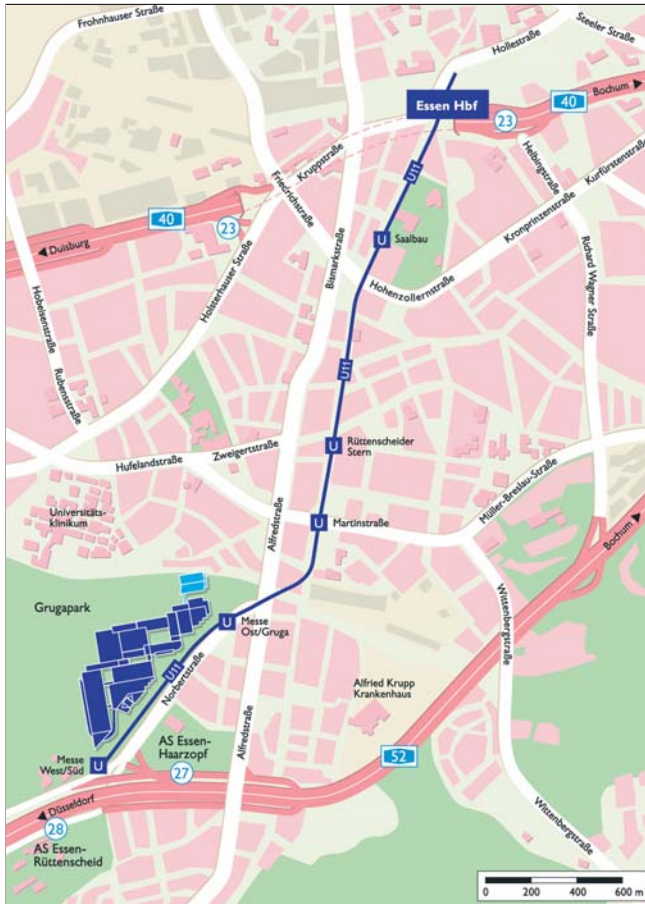 Frohnhauser Straße
Steeler Straße
Hollestraße
Essen Hbf
Bochum
40
23
Kruppstraße
U11
Helbingstraße
Kurfürstenstraße
Friedrichstraße
40
23
Duisburg
U
Saalbau
Kronprinzenstraße
Bismarkstraße
Hohenzollernstraße
Richard Wagner Straße
Holsterhauser Straße
Hobeisenstraße
Rubensstraße
U11
U
Rüttenscheider
Stern
Zweigertstraße
Hufelandstraße
Müller-Breslau-Straße
Universitäts-
klinikum
U
Martinstraße
Alfredstraße
Bochum
Grugapark
U
Messe
Ost/Gruga
Wittenbergstraße
U11
Norbertstraße
Alfried Krupp
Krankenhaus
Messe
West/Süd
U
AS Essen-
Haarzopf
27
Alfredstraße
52
Düsseldorf
28
AS Essen-
Rüttenscheid
Wittenbergstraße
0 200 400 600 m